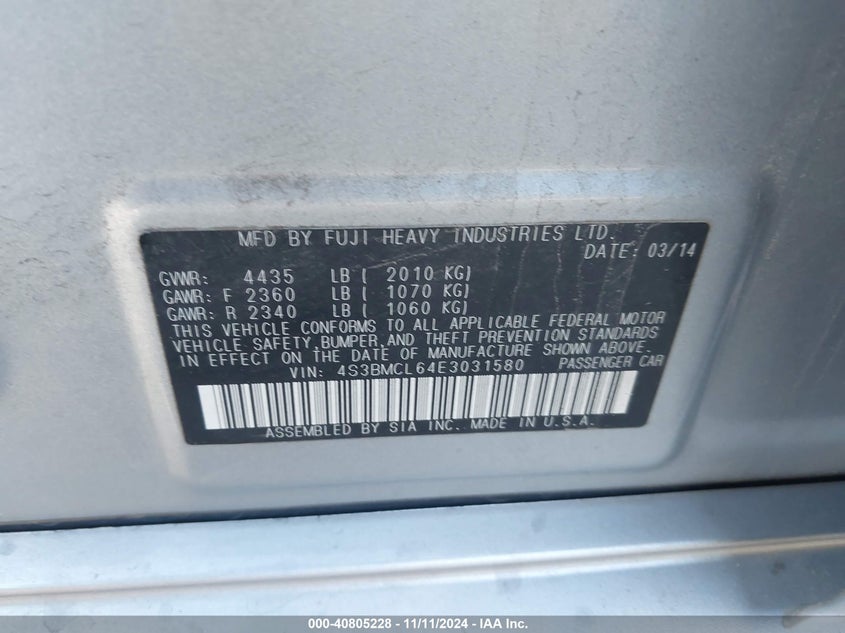 MFD BY FUJI HEAVY INDUSTRIES LTD.
DATE: 03/14
GVWR: 4435 LB ( 2010 KG)
GAWR: F 2360 LB ( 1070 KG)
GAWR: R 2340 LB ( 1060 KG)
THIS VEHICLE CONFORMS TO ALL APPLICABLE FEDERAL MOTOR
VEHICLE SAFETY, BUMPER, AND THEFT PREVENTION STANDARDS
IN EFFECT ON THE DATE OF MANUFACTURE SHOWN ABOVE.
VIN: 4S3BMCL64E3031580 PASSENGER CAR
ASSEMBLED BY SIA INC. MADE IN U.S.A.
000-40805228 - 11/11/2024 - IAA Inc.